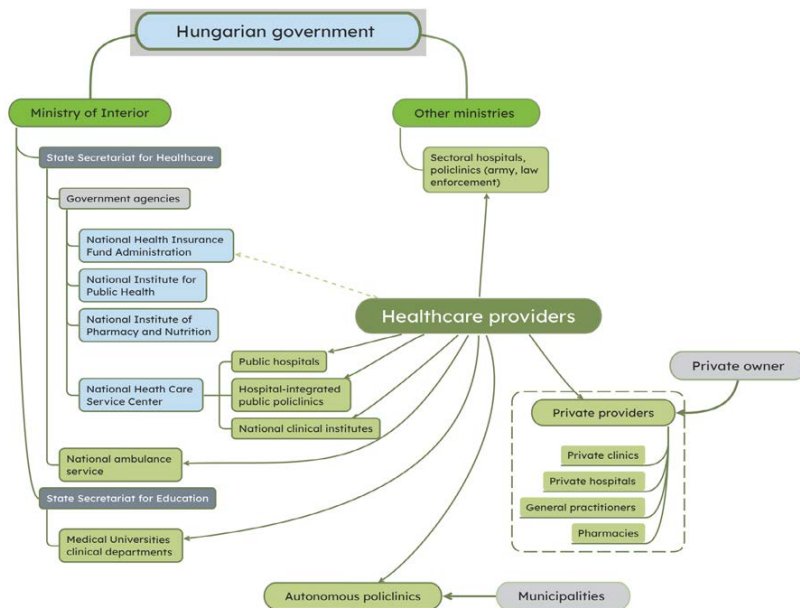 Hungarian government
Ministry of Interior
Other ministries
State Secretariat for Healthcare
Sectoral hospitals,
policlinics (army, law
enforcement)
Government agencies
National Health Insurance
Fund Administration
National Institute for
Public Health
National Institute of
Pharmacy and Nutrition
Healthcare providers
Public hospitals
National Heath Care
Service Center
Hospital-integrated
public policlinics
National clinical institutes
Private owner
Private providers
Private clinics
Private hospitals
General practitioners
Pharmacies
National ambulance
service
State Secretariat for Education
Medical Universities
clinical departments
Autonomous policlinics
Municipalities